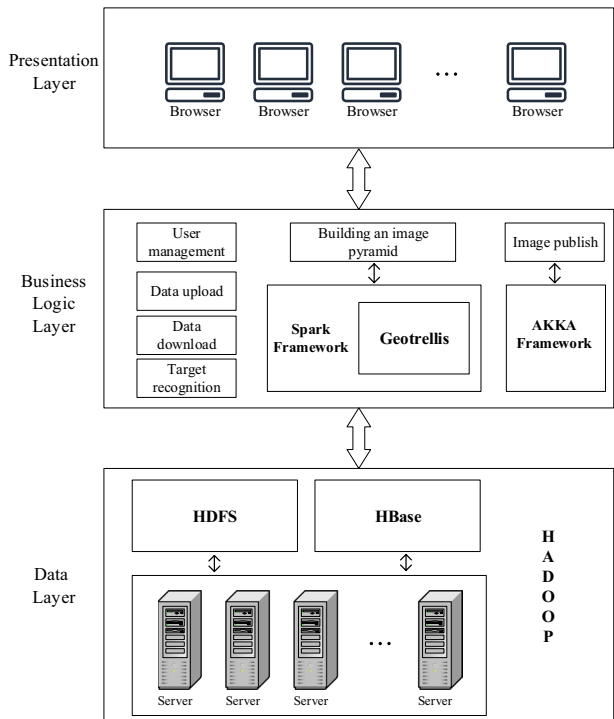 Presentation
Layer
Browser
Browser
Browser
...
Browser
Business
Logic
Layer
User
management
Data upload
Data
download
Target
recognition
Building an image
pyramid
Spark
Framework
Geotrellis
Image publish
AKKA
Framework
Data
Layer
HDFS
HBase
...
Server
Server
Server
Server
H
A
D
O
O
P